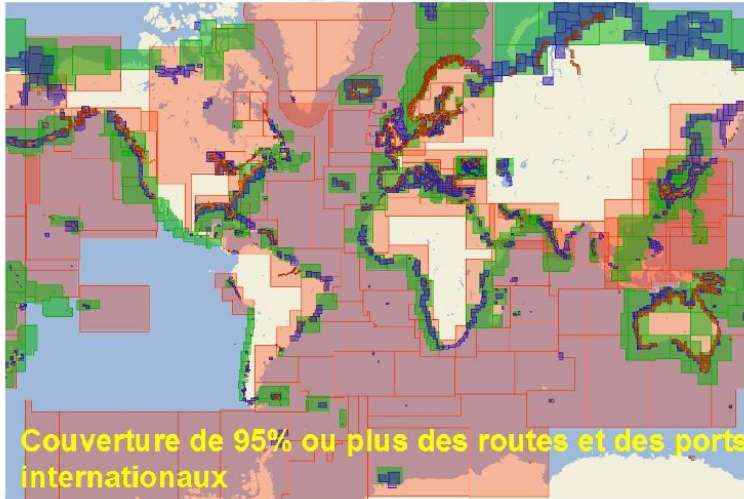 Couverture de 95% ou plus des routes et des ports
internationaux